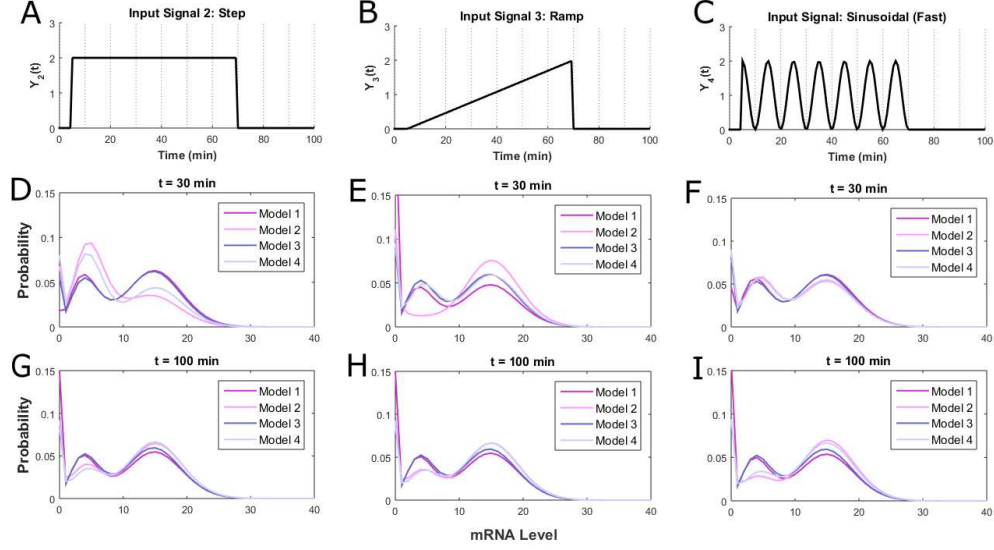 A
Input Signal 2: Step
3
2
1
0
Y2(t)
0 20 40 60 80 100
Time (min)
B
Input Signal 3: Ramp
3
2
1
0
Y3(t)
0 20 40 60 80 100
Time (min)
C
Input Signal: Sinusoidal (Fast)
3
2
1
0
Y4(t)
0 20 40 60 80 100
Time (min)
D
t = 30 min
0.15
0.1
0.05
0
Probability
Model 1
Model 2
Model 3
Model 4
0 10 20 30 40
E
t = 30 min
0.15
0.1
0.05
0
Model 1
Model 2
Model 3
Model 4
0 10 20 30 40
F
t = 30 min
0.15
0.1
0.05
0
Model 1
Model 2
Model 3
Model 4
0 10 20 30 40
G
t = 100 min
0.15
0.1
0.05
0
Probability
Model 1
Model 2
Model 3
Model 4
0 10 20 30 40
H
t = 100 min
0.15
0.1
0.05
0
Model 1
Model 2
Model 3
Model 4
0 10 20 30 40
I
t = 100 min
0.15
0.1
0.05
0
Model 1
Model 2
Model 3
Model 4
0 10 20 30 40
mRNA Level